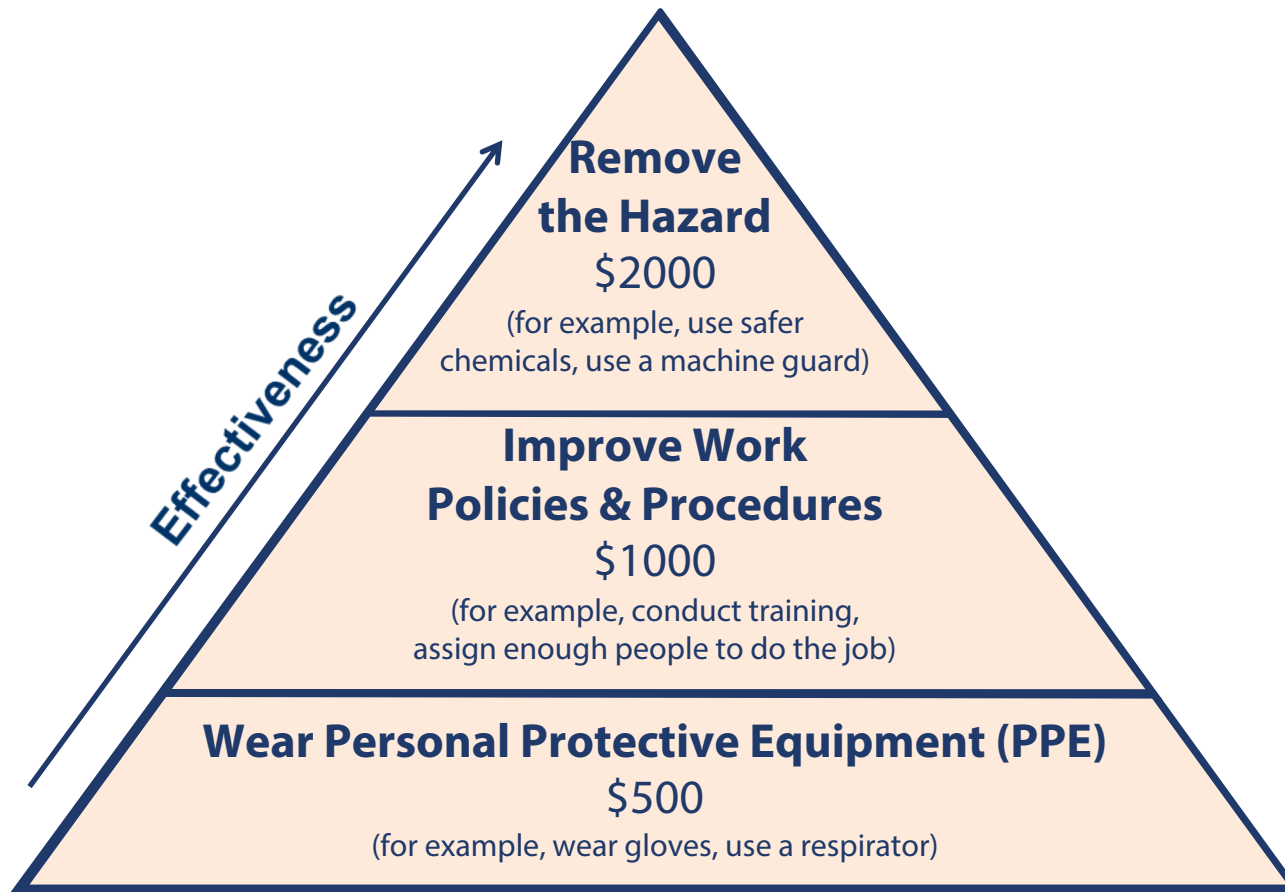 Effectiveness
Remove
the Hazard
$2000
(for example, use safer
chemicals, use a machine guard)
Improve Work
Policies & Procedures
$1000
(for example, conduct training,
assign enough people to do the job)
Wear Personal Protective Equipment (PPE)
$500
(for example, wear gloves, use a respirator)